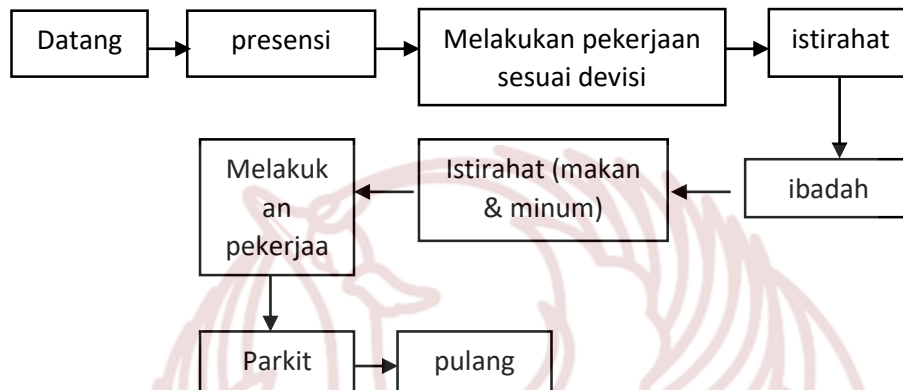 Datang
presensi
Melakukan pekerjaan
sesuai devisi
istirahat
ibadah
Istirahat (makan
& minum)
Melakuk
an
pekerjaa
Parkit
pulang